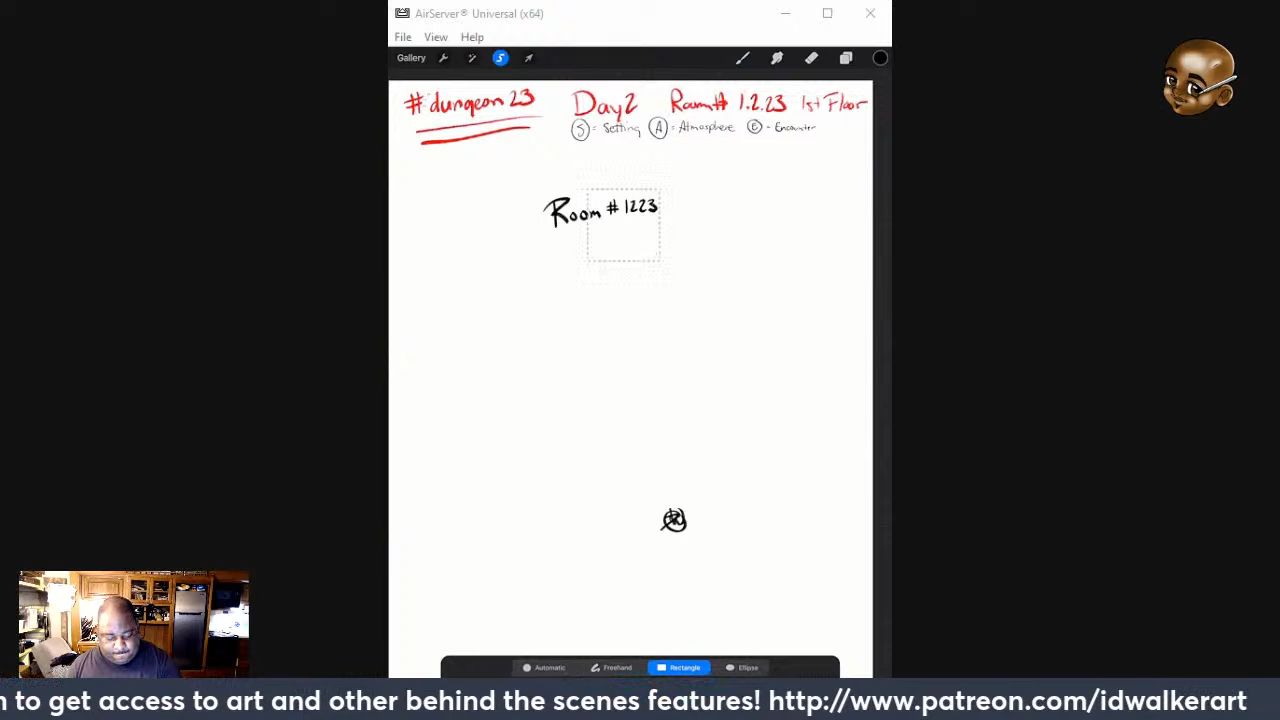 AirServer® Universal (x64)
File View Help
Gallery
#dungeon 23 Day 2 Room# 1.2.23 1st Floor
S = Setting A = Atmosphere E - Encounter
Room # 1223
Automatic Freehand Rectangle Ellipse
n to get access to art and other behind the scenes features! http://www.patreon.com/idwalkerart